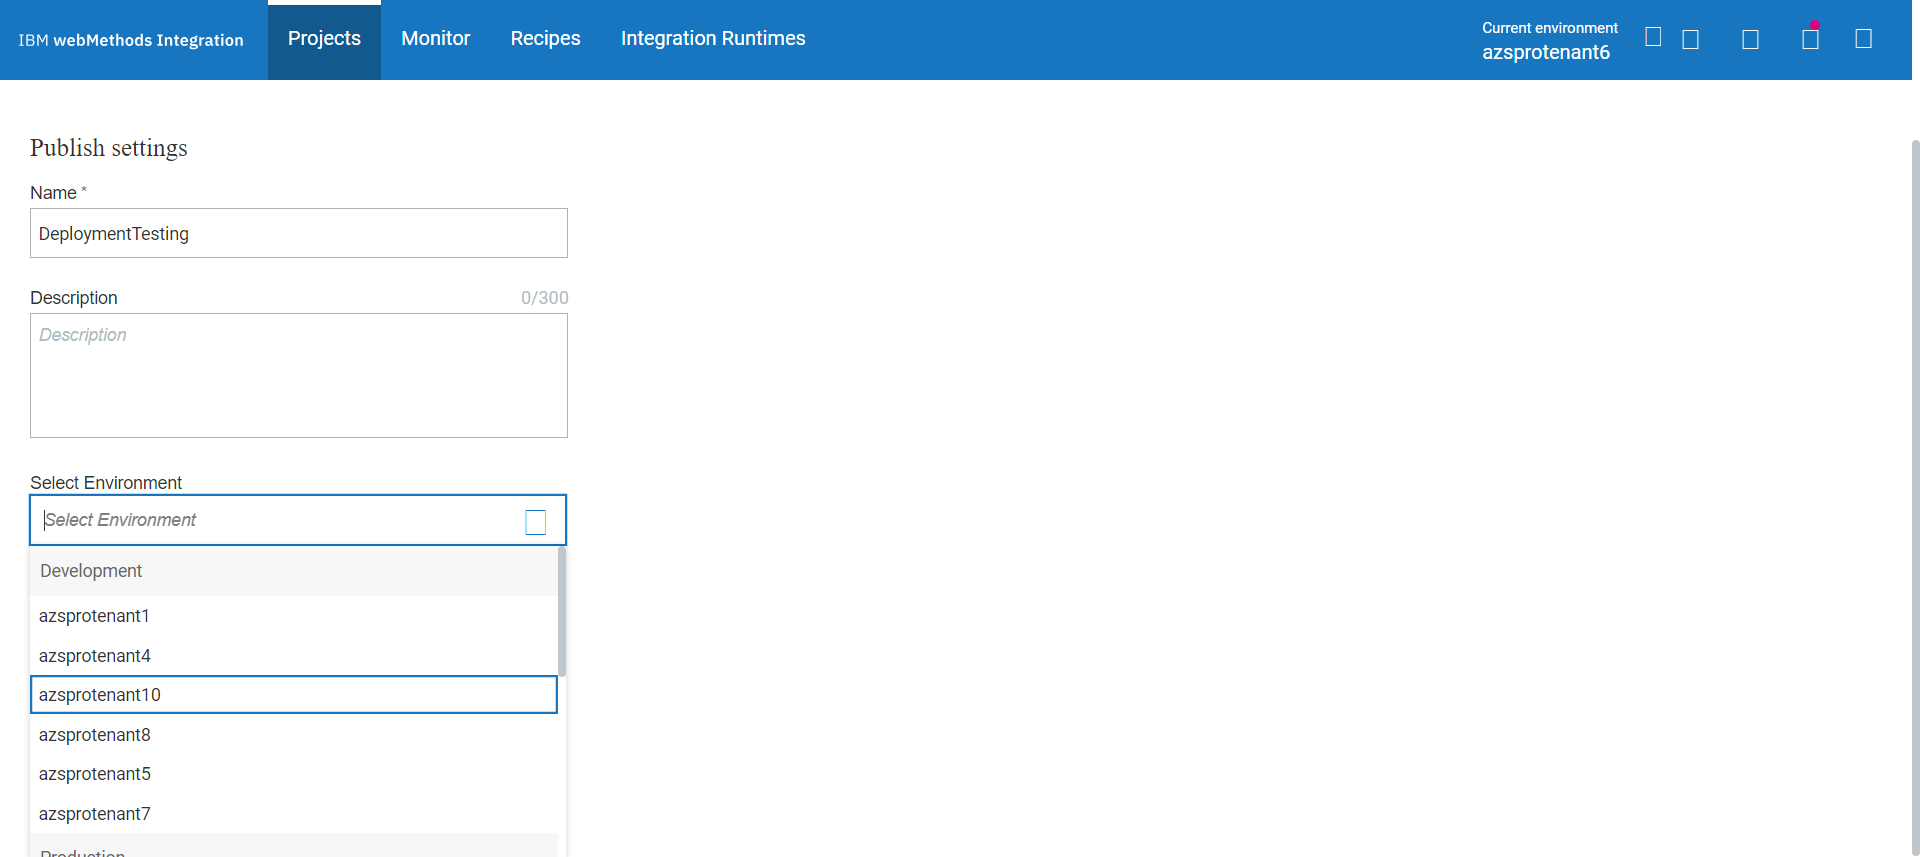 IBM webMethods Integration
Projects
Monitor
Recipes
Integration Runtimes
Current environment
azsprotenant6
Publish settings
Name *
DeploymentTesting
Description 0/300
Description
Select Environment
Select Environment
Development
azsprotenant1
azsprotenant4
azsprotenant10
azsprotenant8
azsprotenant5
azsprotenant7
Production